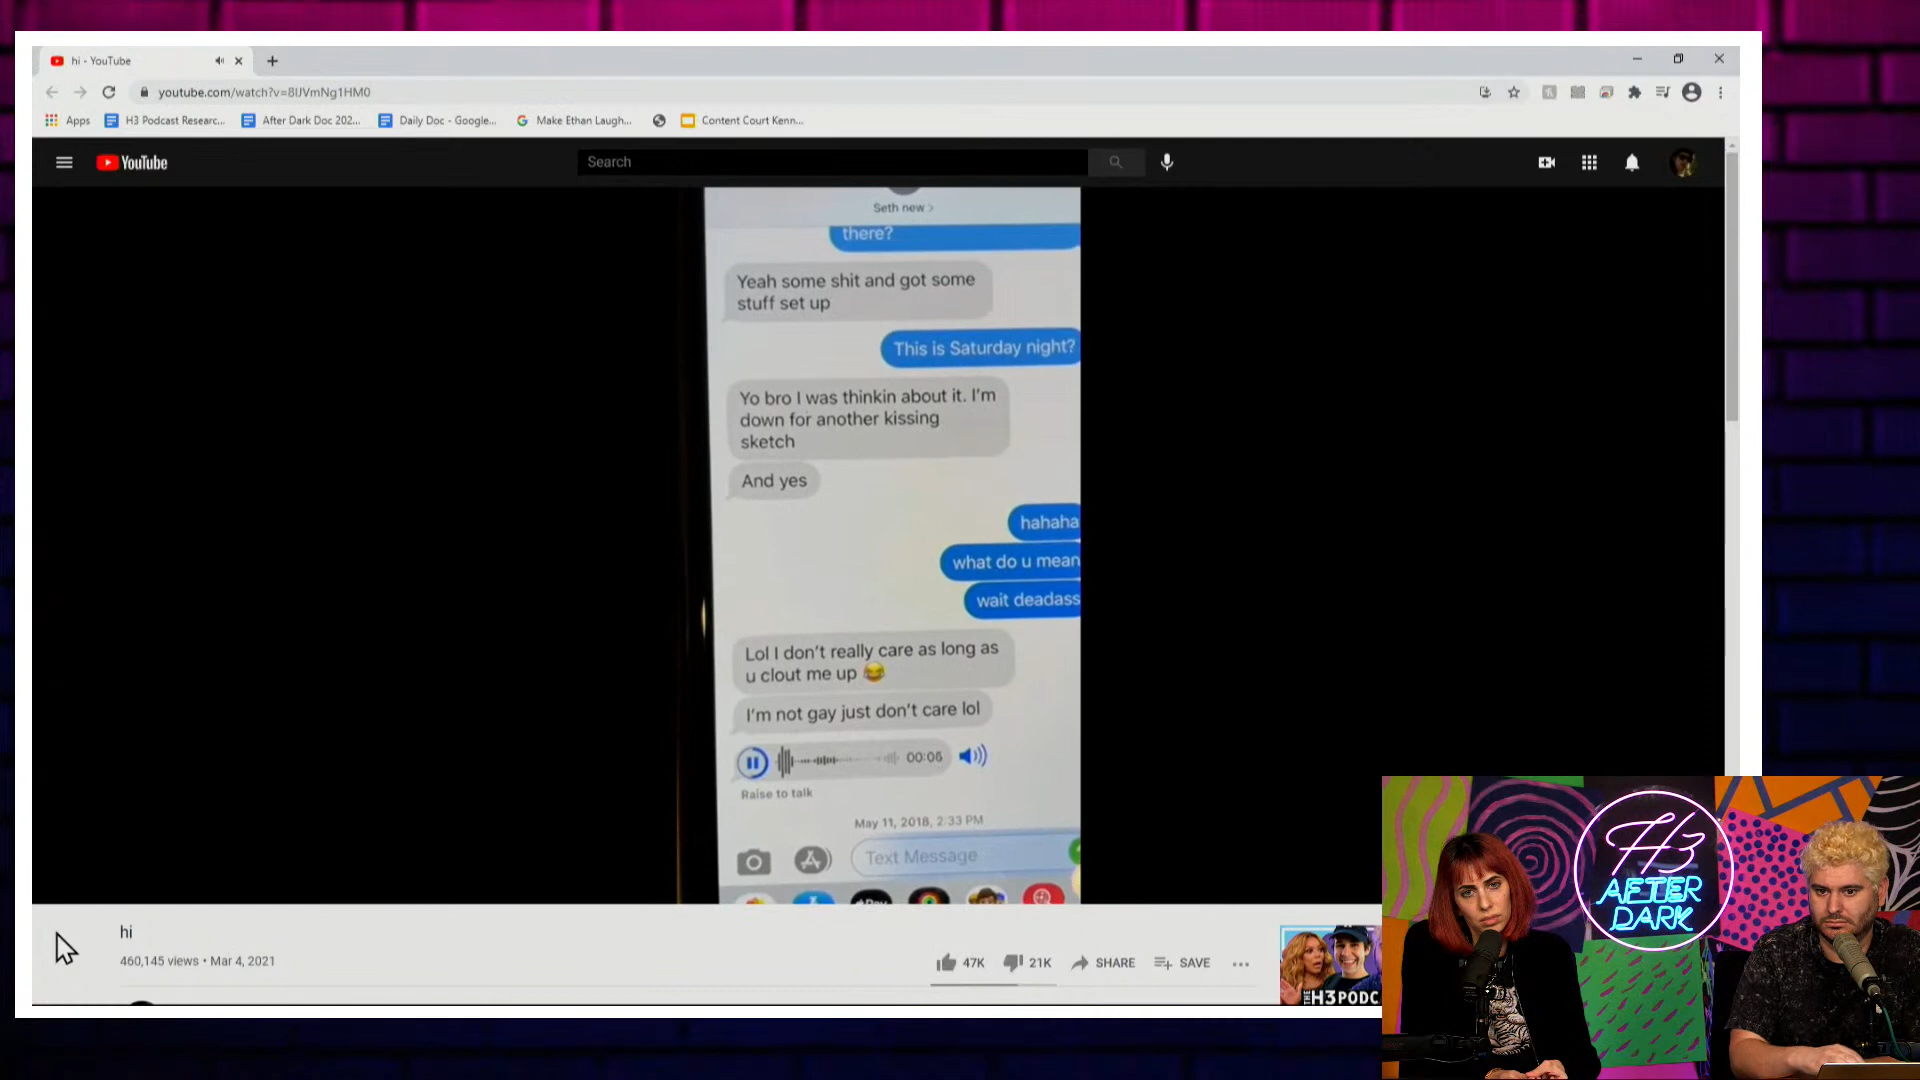 hi - YouTube
youtube.com/watch?v=8IJVmNg1HM0
Apps
H3 Podcast Researc...
After Dark Doc 202...
Daily Doc - Google...
Make Ethan Laugh...
Content Court Kenn...
YouTube
Search
Seth new >
there?
Yeah some shit and got some
stuff set up
This is Saturday night?
Yo bro I was thinkin about it. I'm
down for another kissing
sketch
And yes
hahaha
what do u mean
wait deadass
Lol I don't really care as long as
u clout me up 😂
I'm not gay just don't care lol
00:06
Raise to talk
May 11, 2018, 2:33 PM
Text Message
Pay
hi
460,145 views • Mar 4, 2021
47K
21K
SHARE
SAVE
THE H3 PODC
H3
AFTER
DARK